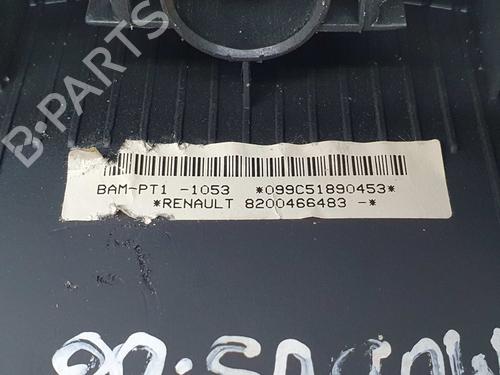 B-PARTS
BAM-PT1 -1053 *099C51890453*
*RENAULT 8200466483 -*